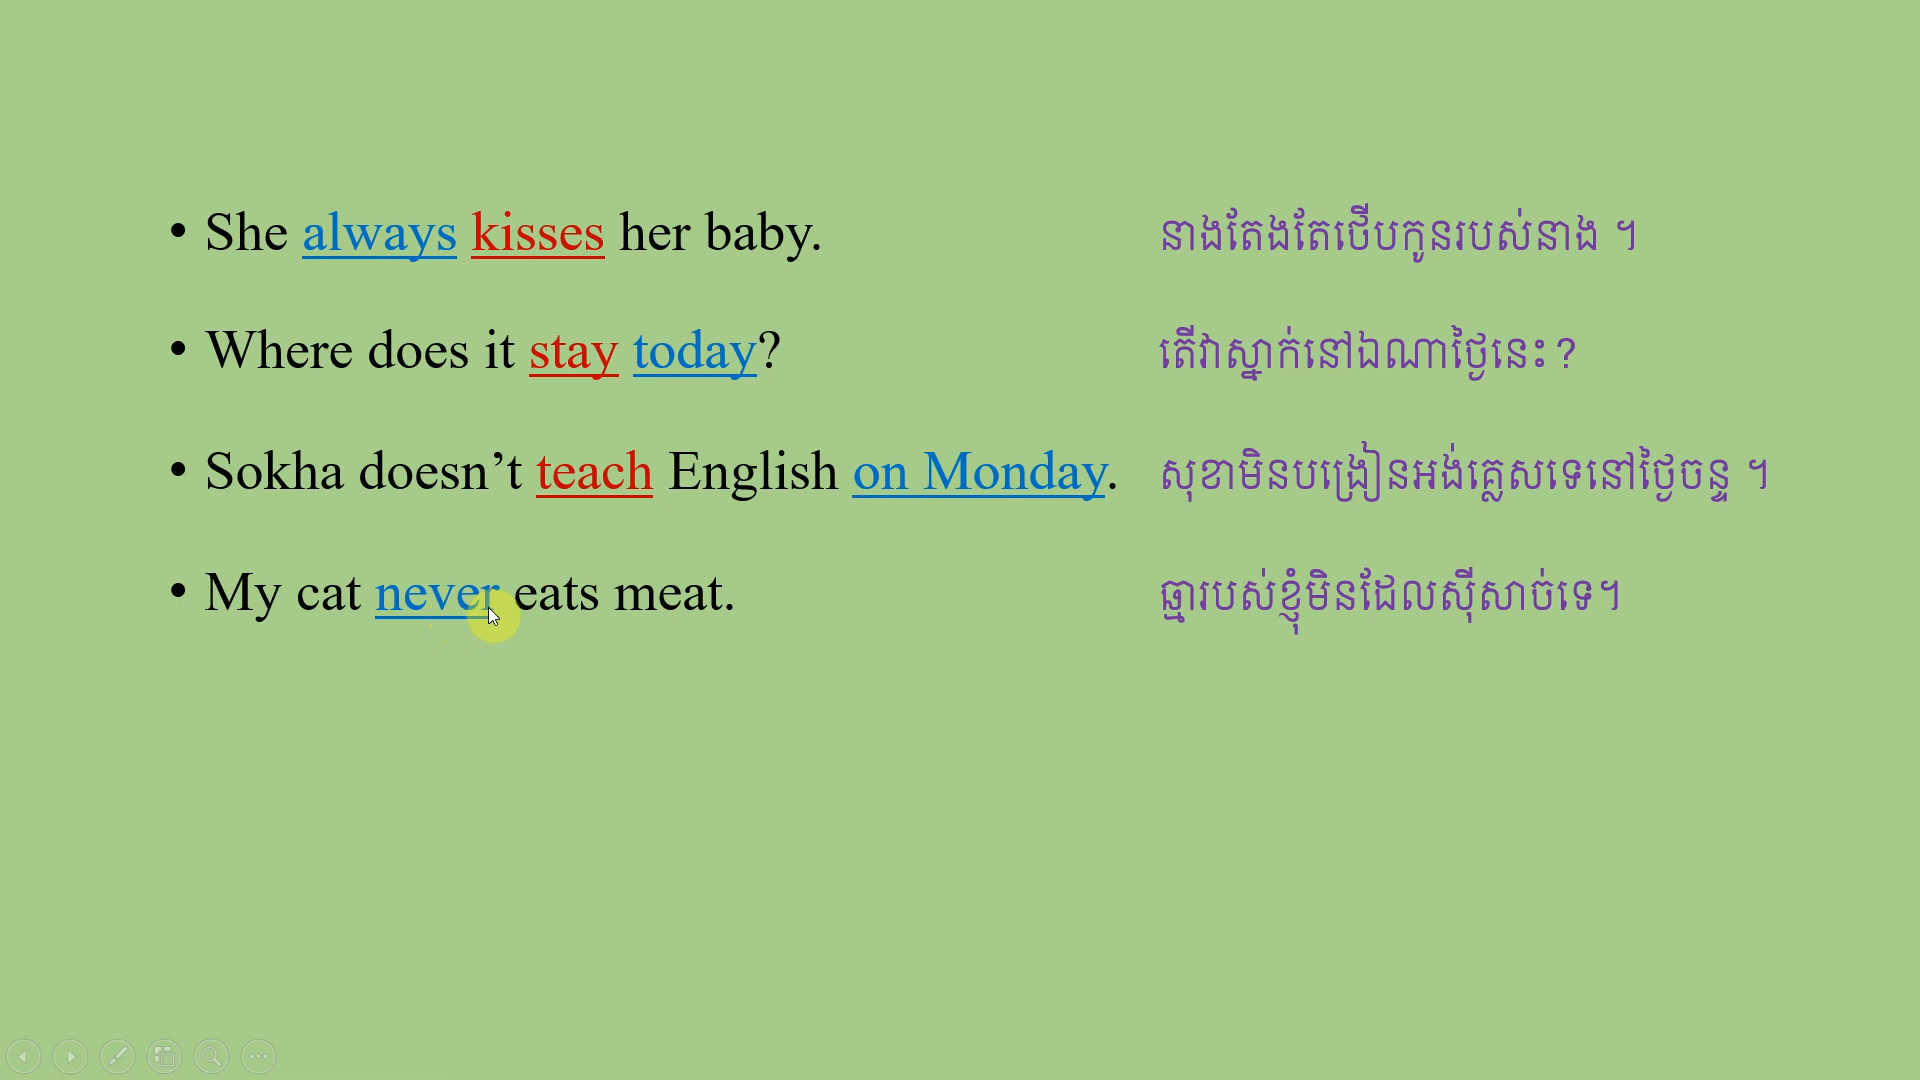 • She always kisses her baby. នាងតែងតែថើបកូនរបស់នាង ។
• Where does it stay today? តើវាស្នាក់នៅឯណាថ្ងៃនេះ ?
• Sokha doesn’t teach English on Monday. សុខាមិនបង្រៀនអង់គ្លេសទេនៅថ្ងៃចន្ទ ។
• My cat never eats meat. ឆ្មារបស់ខ្ញុំមិនដែលស៊ីសាច់ទេ។